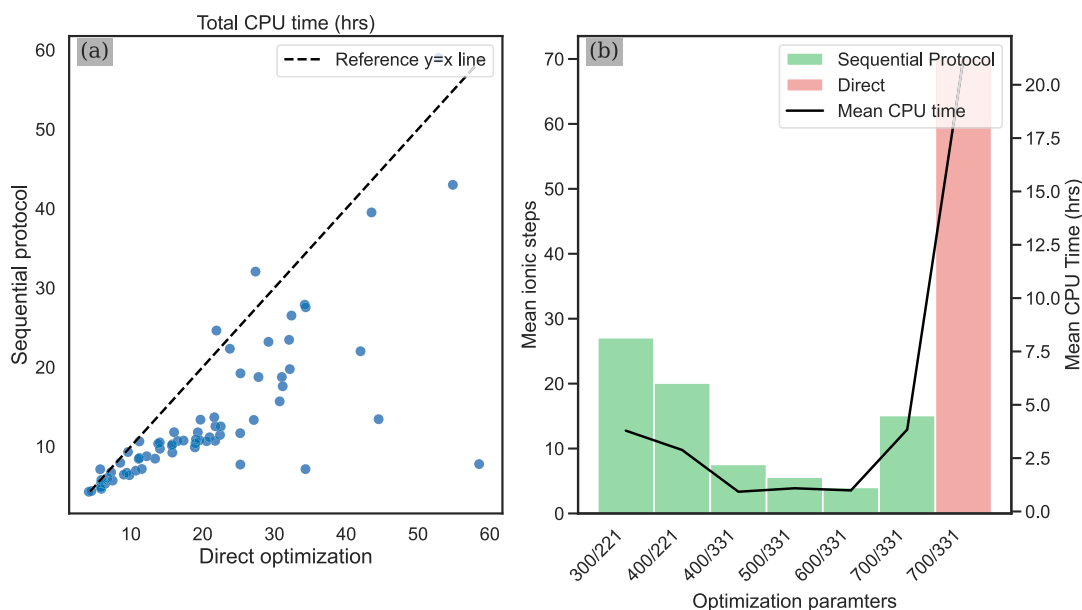 Total CPU time (hrs)
(a)
Reference y=x line
60
50
40
30
20
10
Sequential protocol
10 20 30 40 50 60
Direct optimization
(b)
Sequential Protocol
Direct
Mean CPU time
70
60
50
40
30
20
10
0
Mean ionic steps
20.0
17.5
15.0
12.5
10.0
7.5
5.0
2.5
0.0
Mean CPU Time (hrs)
300/221 400/221 400/331 500/331 600/331 700/331 700/331
Optimization paramters